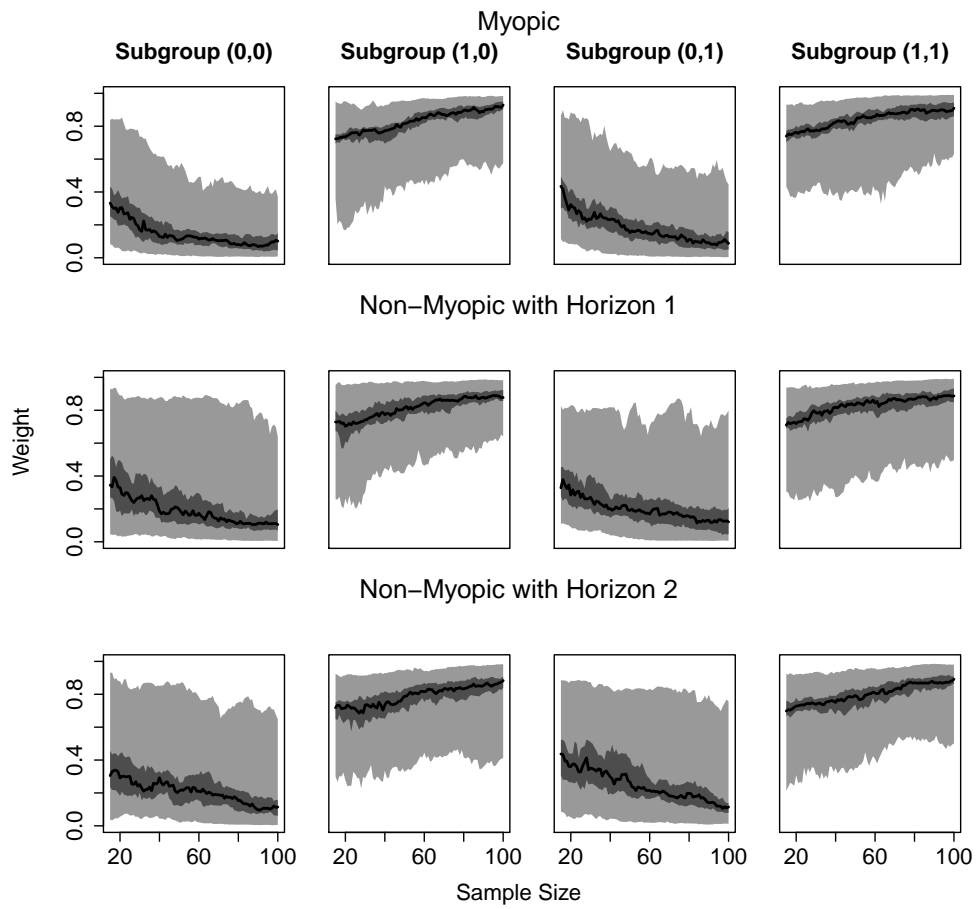 Myopic
Subgroup (0,0) Subgroup (1,0) Subgroup (0,1) Subgroup (1,1)
0.8
0.4
0.0
Non−Myopic with Horizon 1
0.8
0.4
0.0
Weight
Non−Myopic with Horizon 2
0.8
0.4
0.0
20 60 100 20 60 100 20 60 100 20 60 100
Sample Size